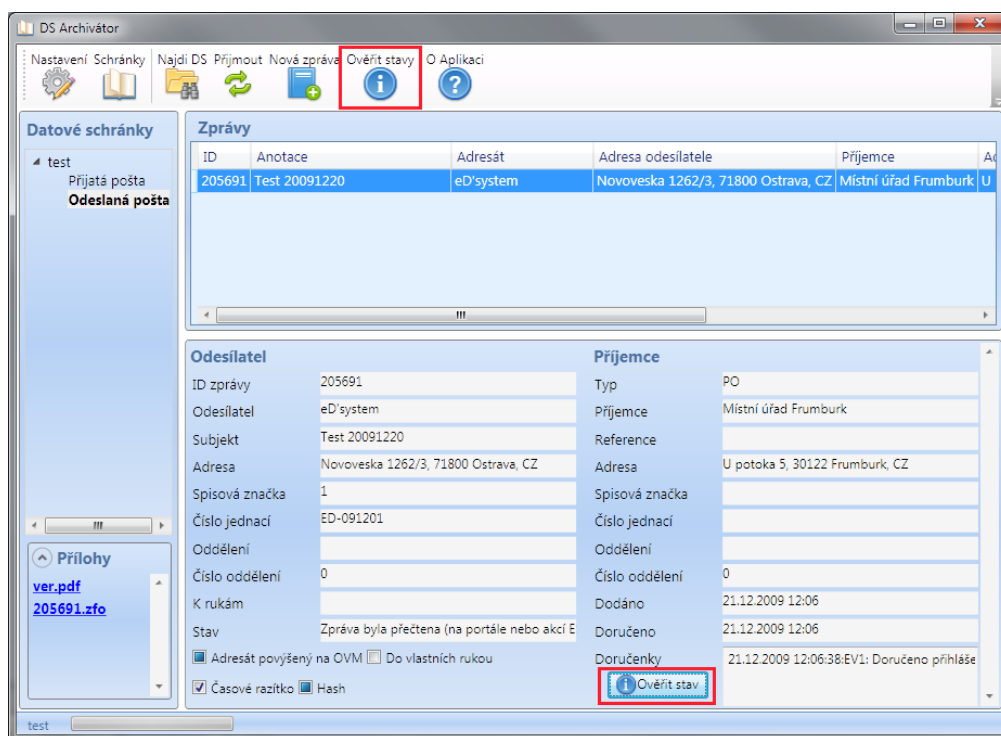 DS Archivátor
Nastavení Schránky Najdi DS Přijmout Nová zpráva Ověřit stavy O Aplikaci
Datové schránky
test
Přijatá pošta
Odeslaná pošta
Zprávy
ID Anotace Adresát Adresa odesílatele Příjemce
205691 Test 20091220 eD'system Novoveska 1262/3, 71800 Ostrava, CZ Místní úřad Frumburk U
Přílohy
ver.pdf
205691.zfo
Odesílatel
ID zprávy 205691
Odesílatel eD'system
Subjekt Test 20091220
Adresa Novoveska 1262/3, 71800 Ostrava, CZ
Spisová značka 1
Číslo jednací ED-091201
Oddělení
Číslo oddělení 0
K rukám
Stav Zpráva byla přečtena (na portále nebo akcí E
Adresát povýšený na OVM Do vlastních rukou
Časové razítko Hash
Příjemce
Typ PO
Příjemce Místní úřad Frumburk
Reference
Adresa U potoka 5, 30122 Frumburk, CZ
Spisová značka
Číslo jednací
Oddělení
Číslo oddělení 0
Dodáno 21.12.2009 12:06
Doručeno 21.12.2009 12:06
Doručenky 21.12.2009 12:06:38:EV1: Doručeno přihláše
Ověřit stav
test